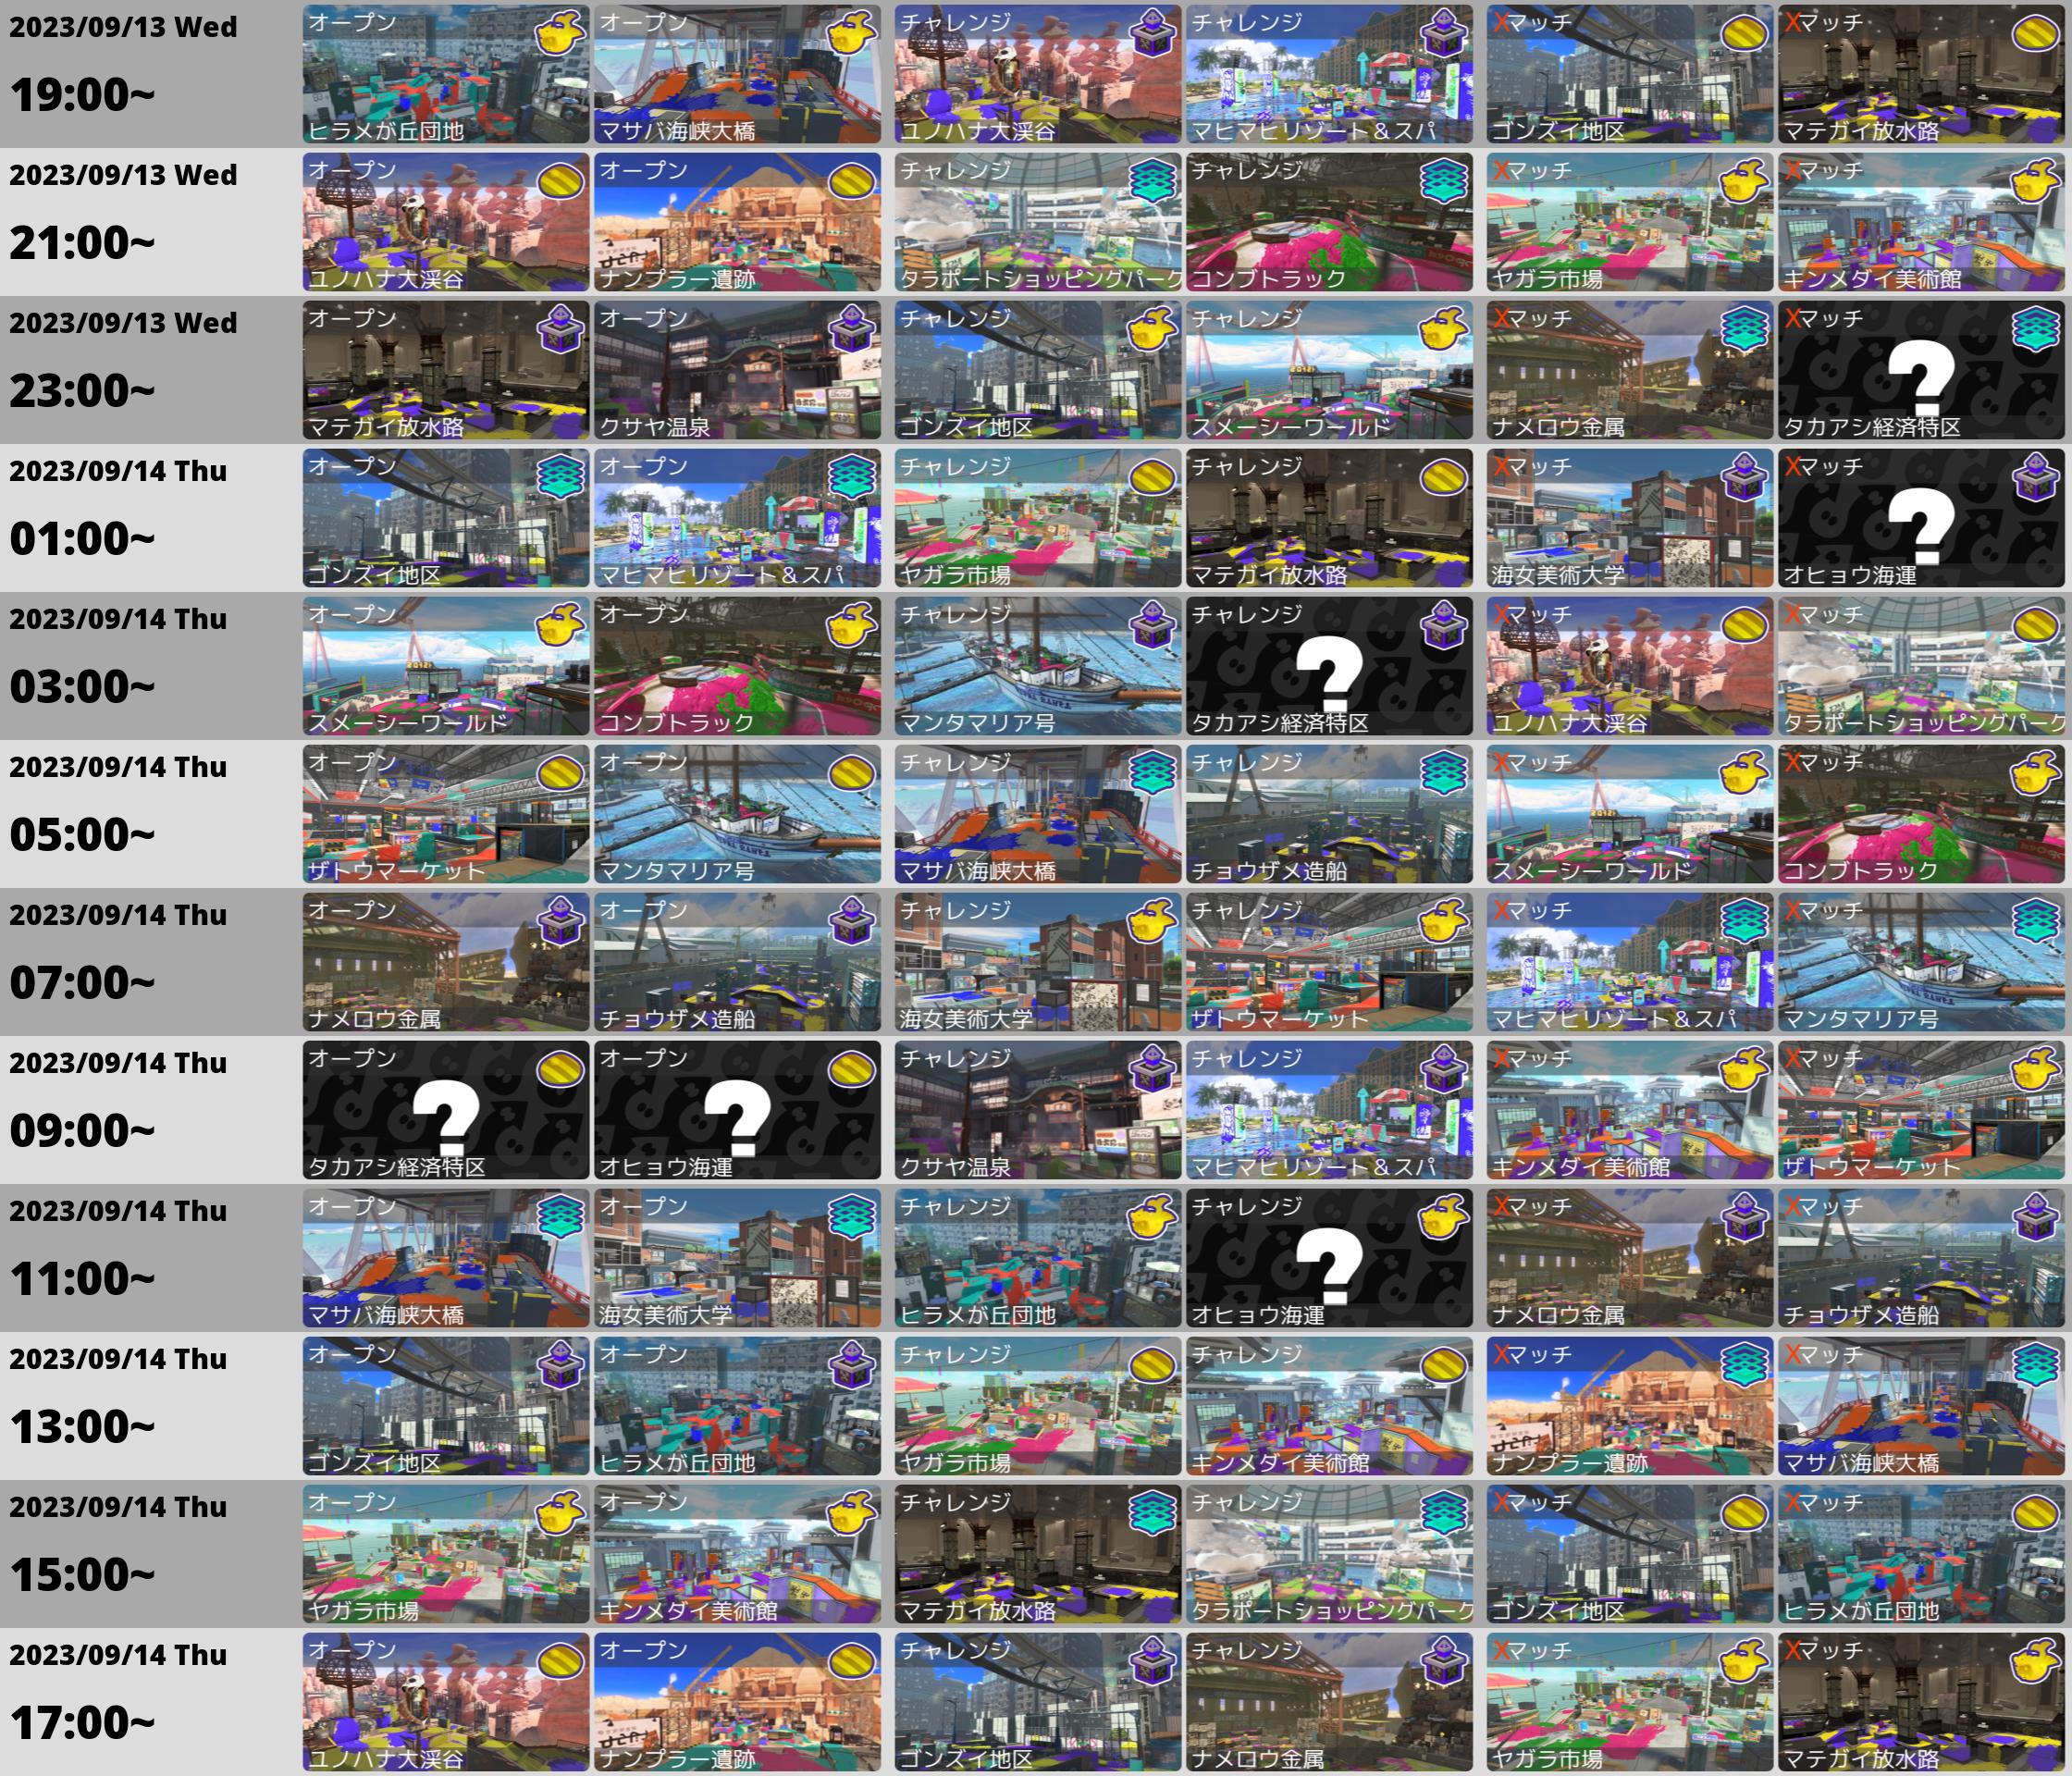 2023/09/13 Wed
19:00~
オープン オープン チャレンジ チャレンジ Xマッチ Xマッチ
ヒラメが丘団地 マサバ海峡大橋 ユノハナ大渓谷 マヒマヒリゾート＆スパ ゴンズイ地区 マテガイ放水路
2023/09/13 Wed
21:00~
オープン オープン チャレンジ チャレンジ Xマッチ Xマッチ
ユノハナ大渓谷 ナンプラー遺跡 タラポートショッピングパーク コンブトラック ヤガラ市場 キンメダイ美術館
2023/09/13 Wed
23:00~
オープン オープン チャレンジ チャレンジ Xマッチ Xマッチ
マテガイ放水路 クサヤ温泉 ゴンズイ地区 スメーシーワールド ナメロウ金属 タカアシ経済特区
2023/09/14 Thu
01:00~
オープン オープン チャレンジ チャレンジ Xマッチ Xマッチ
ゴンズイ地区 マヒマヒリゾート＆スパ ヤガラ市場 マテガイ放水路 海女美術大学 オヒョウ海運
2023/09/14 Thu
03:00~
オープン オープン チャレンジ チャレンジ Xマッチ Xマッチ
スメーシーワールド コンブトラック マンタマリア号 タカアシ経済特区 ユノハナ大渓谷 タラポートショッピングパーク
2023/09/14 Thu
05:00~
オープン オープン チャレンジ チャレンジ Xマッチ Xマッチ
ザトウマーケット マンタマリア号 マサバ海峡大橋 チョウザメ造船 スメーシーワールド コンブトラック
2023/09/14 Thu
07:00~
オープン オープン チャレンジ チャレンジ Xマッチ Xマッチ
ナメロウ金属 チョウザメ造船 海女美術大学 ザトウマーケット マヒマヒリゾート＆スパ マンタマリア号
2023/09/14 Thu
09:00~
オープン オープン チャレンジ チャレンジ Xマッチ Xマッチ
タカアシ経済特区 オヒョウ海運 クサヤ温泉 マヒマヒリゾート＆スパ キンメダイ美術館 ザトウマーケット
2023/09/14 Thu
11:00~
オープン オープン チャレンジ チャレンジ Xマッチ Xマッチ
マサバ海峡大橋 海女美術大学 ヒラメが丘団地 オヒョウ海運 ナメロウ金属 チョウザメ造船
2023/09/14 Thu
13:00~
オープン オープン チャレンジ チャレンジ Xマッチ Xマッチ
ゴンズイ地区 ヒラメが丘団地 ヤガラ市場 キンメダイ美術館 ナンプラー遺跡 マサバ海峡大橋
2023/09/14 Thu
15:00~
オープン オープン チャレンジ チャレンジ Xマッチ Xマッチ
ヤガラ市場 キンメダイ美術館 マテガイ放水路 タラポートショッピングパーク ゴンズイ地区 ヒラメが丘団地
2023/09/14 Thu
17:00~
オープン オープン チャレンジ チャレンジ Xマッチ Xマッチ
ユノハナ大渓谷 ナンプラー遺跡 ゴンズイ地区 ナメロウ金属 ヤガラ市場 マテガイ放水路